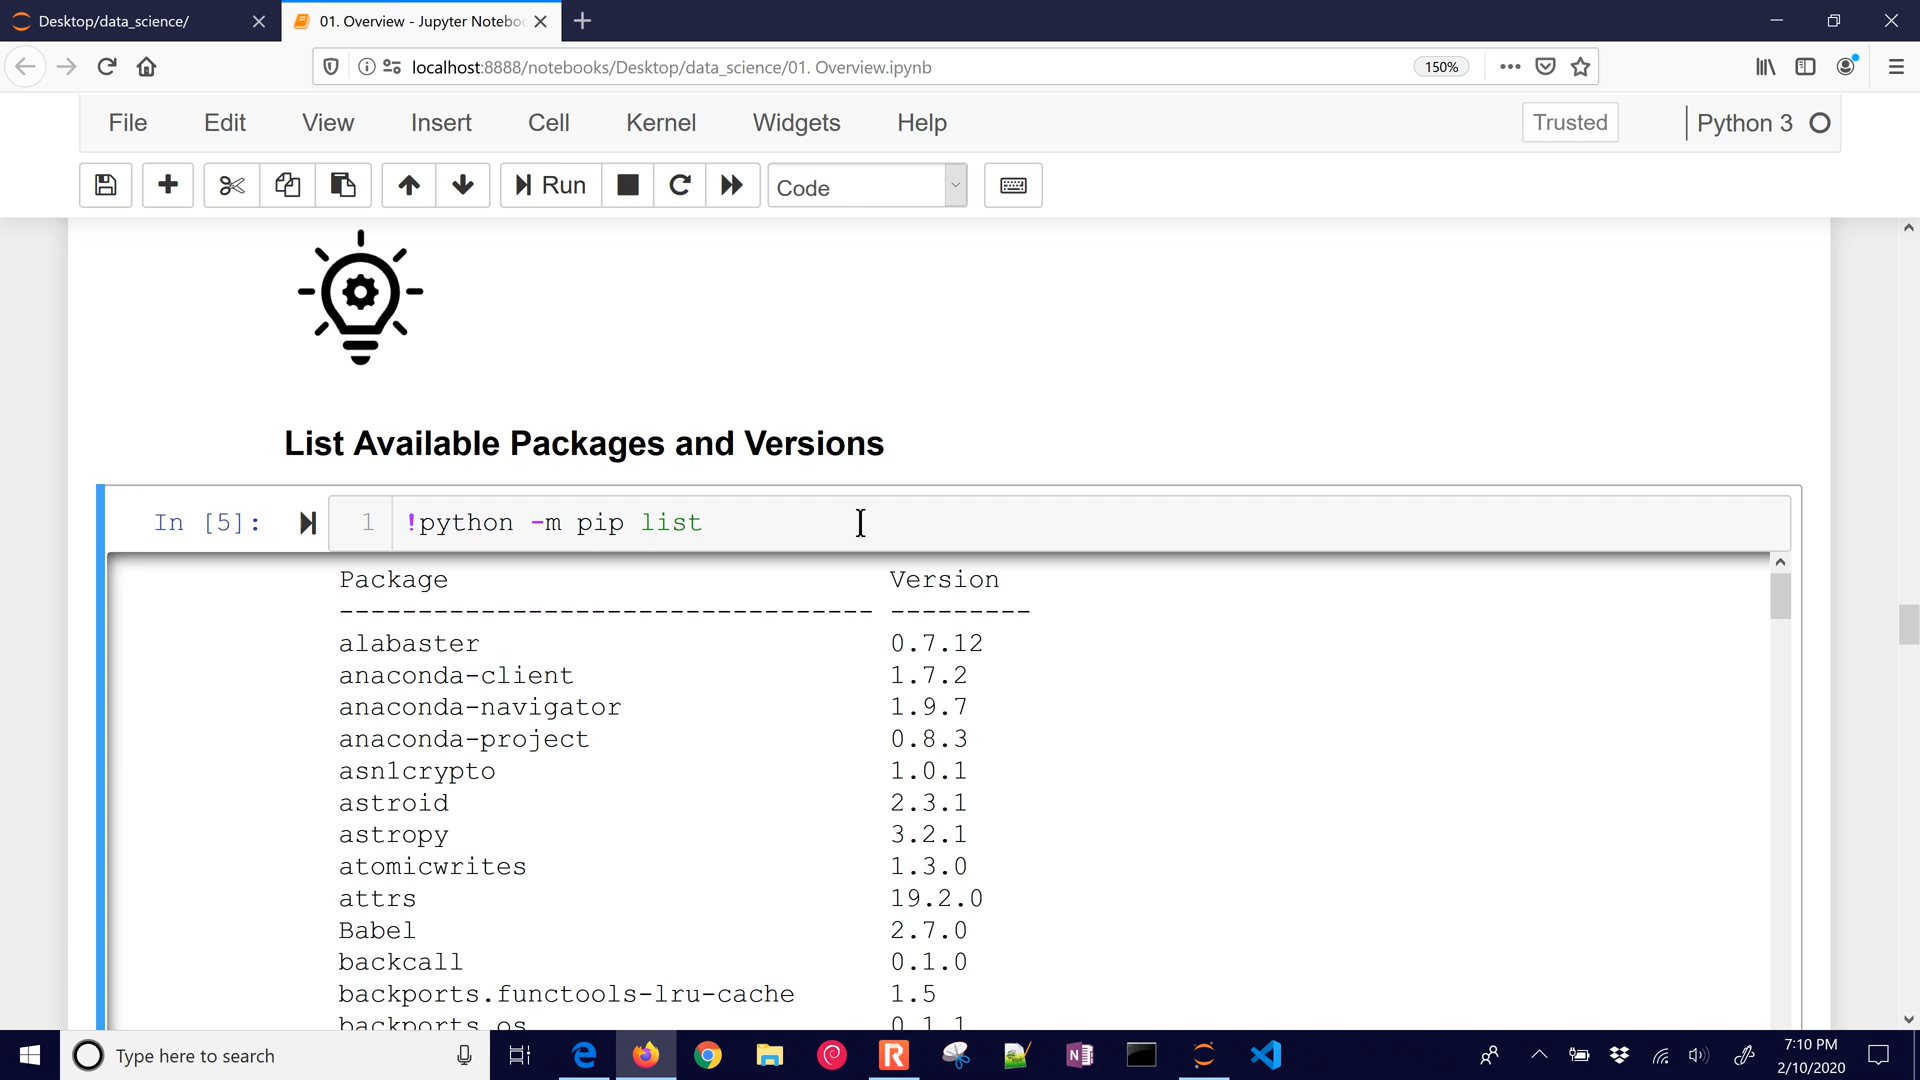 Desktop/data_science/
01. Overview - Jupyter Notebo
localhost:8888/notebooks/Desktop/data_science/01. Overview.ipynb
150%
File Edit View Insert Cell Kernel Widgets Help
Trusted
Python 3
Run
Code
List Available Packages and Versions
In [5]:
1 !python -m pip list
Package Version
--------------------------------- ---------
alabaster 0.7.12
anaconda-client 1.7.2
anaconda-navigator 1.9.7
anaconda-project 0.8.3
asn1crypto 1.0.1
astroid 2.3.1
astropy 3.2.1
atomicwrites 1.3.0
attrs 19.2.0
Babel 2.7.0
backcall 0.1.0
backports.functools-lru-cache 1.5
backports.os 0.1.1
Type here to search
7:10 PM
2/10/2020